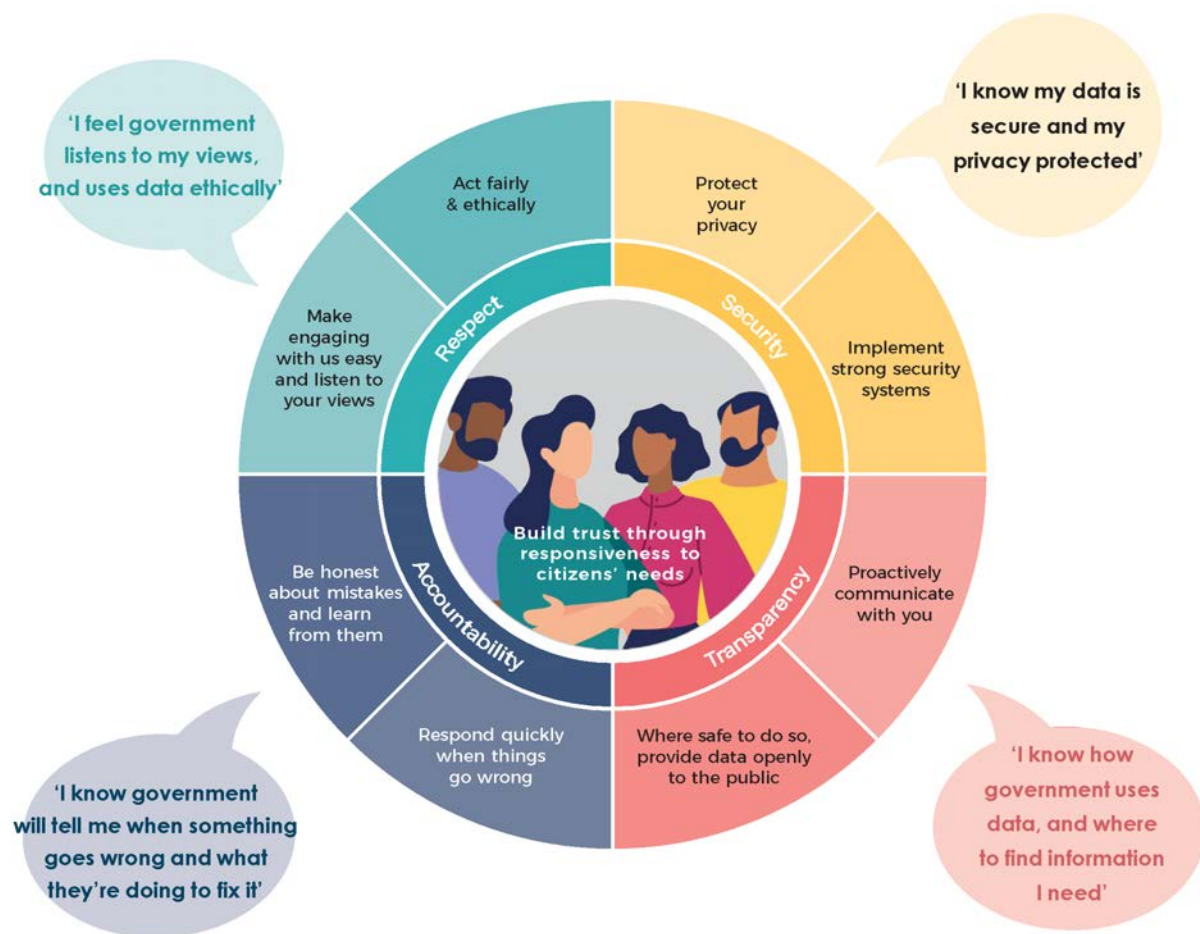 ‘I feel government
listens to my views,
and uses data ethically’
‘I know my data is
secure and my
privacy protected’
Act fairly
& ethically
Protect
your
privacy
Make
engaging
with us easy
and listen to
your views
Respect
Security
Implement
strong security
systems
Build trust through
responsiveness to
citizens’ needs
Be honest
about mistakes
and learn
from them
Accountability
Transparency
Proactively
communicate
with you
Respond quickly
when things
go wrong
Where safe to do so,
provide data openly
to the public
‘I know government
will tell me when something
goes wrong and what
they’re doing to fix it’
‘I know how
government uses
data, and where
to find information
I need’